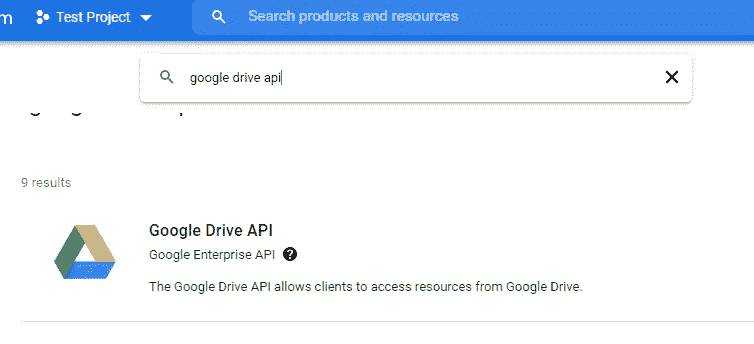 m Test Project Search products and resources
google drive api
9 results
Google Drive API
Google Enterprise API ?
The Google Drive API allows clients to access resources from Google Drive.